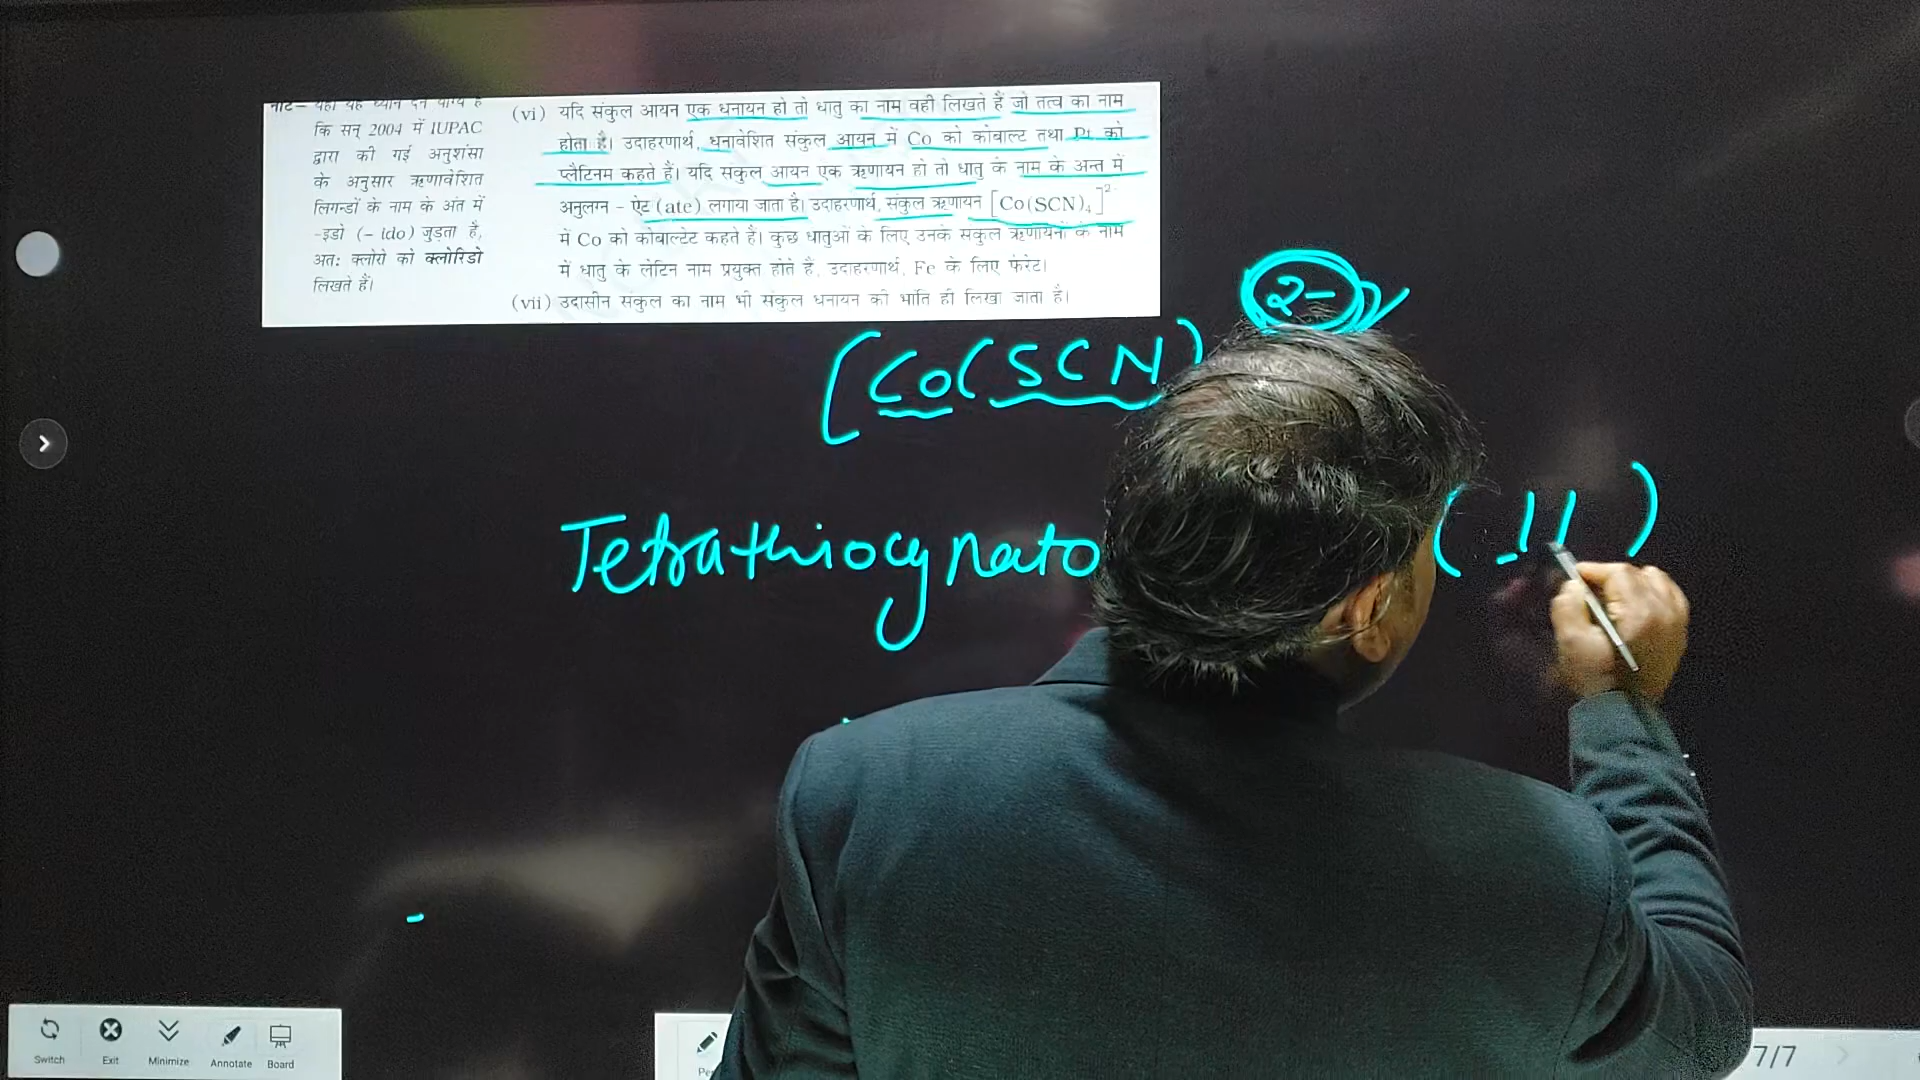 नोट– यहाँ यह ध्यान देने योग्य है
कि सन् 2004 में IUPAC
द्वारा की गई अनुशंसा
के अनुसार ऋणावेशित
लिगन्डों के नाम के अंत में
-इडो (– ido) जुड़ता है,
अतः क्लोरो को क्लोरिडो
लिखते हैं।
(vi) यदि संकुल आयन एक धनायन हो तो धातु का नाम वही लिखते हैं जो तत्व का नाम
होता है। उदाहरणार्थ, धनावेशित संकुल आयन में Co को कोबाल्ट तथा Pt को
प्लैटिनम कहते हैं। यदि संकुल आयन एक ऋणायन हो तो धातु के नाम के अन्त में
अनुलग्न – ऐट (ate) लगाया जाता है। उदाहरणार्थ, संकुल ऋणायन [Co(SCN)₄]²⁻
में Co को कोबाल्टेट कहते हैं। कुछ धातुओं के लिए उनके संकुल ऋणायनों के नाम
में धातु के लेटिन नाम प्रयुक्त होते हैं, उदाहरणार्थ, Fe के लिए फेरेट।
(vii) उदासीन संकुल का नाम भी संकुल धनायन की भांति ही लिखा जाता है।
2-
[Co(SCN)
Tetrathiocynato (II)
Switch Exit Minimize Annotate Board
7/7